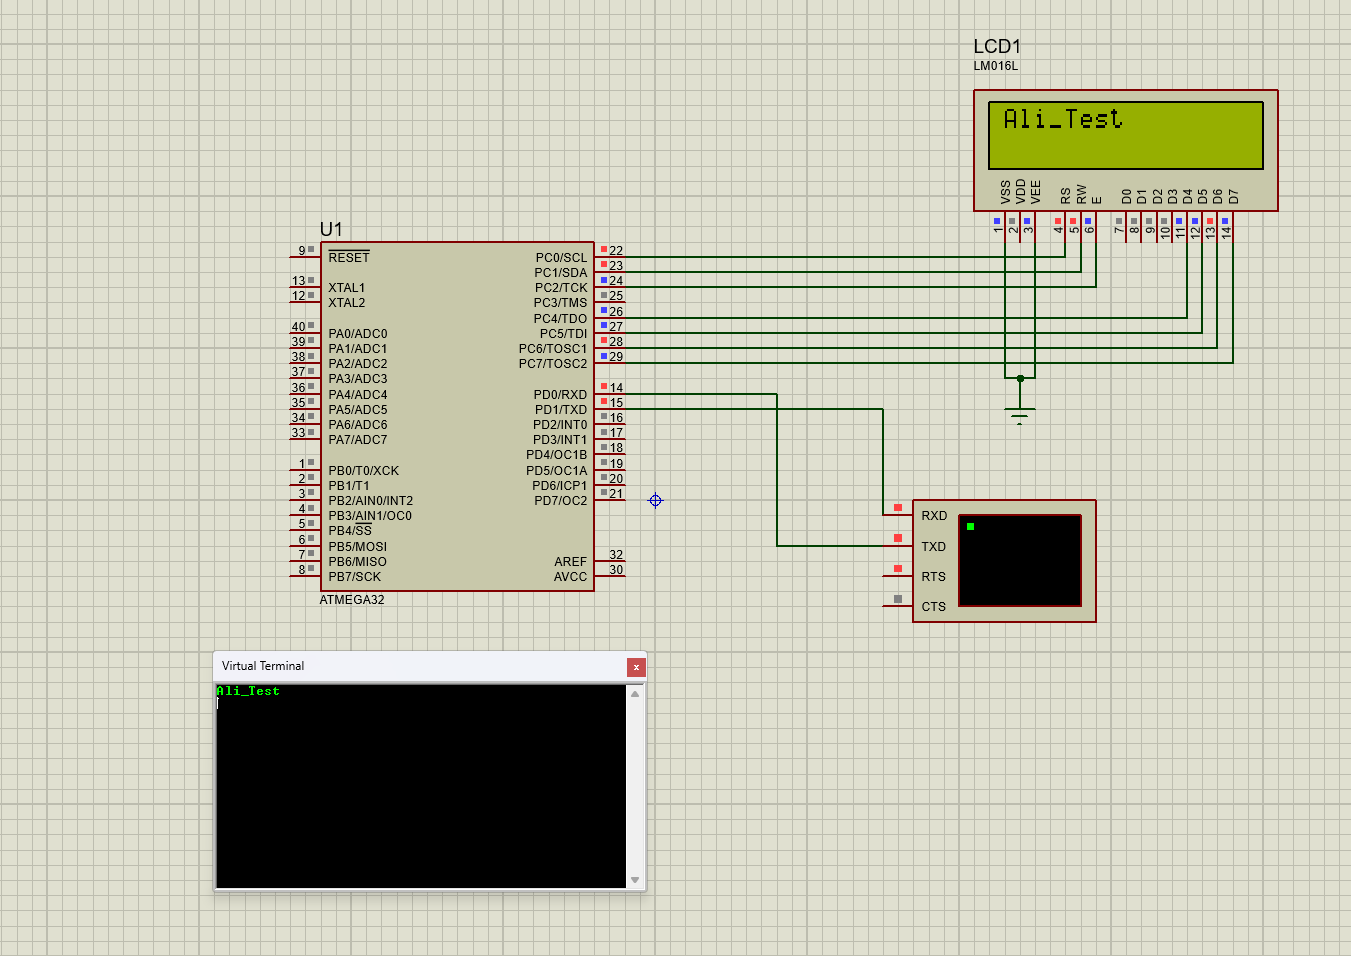 LCD1
LM016L
Ali_Test
VSS
VDD
VEE
RS
RW
E
D0
D1
D2
D3
D4
D5
D6
D7
1
2
3
4
5
6
7
8
9
10
11
12
13
14
U1
9 RESET PC0/SCL 22
PC1/SDA 23
13 XTAL1 PC2/TCK 24
12 XTAL2 PC3/TMS 25
PC4/TDO 26
40 PA0/ADC0 PC5/TDI 27
39 PA1/ADC1 PC6/TOSC1 28
38 PA2/ADC2 PC7/TOSC2 29
37 PA3/ADC3
36 PA4/ADC4 PD0/RXD 14
35 PA5/ADC5 PD1/TXD 15
34 PA6/ADC6 PD2/INT0 16
33 PA7/ADC7 PD3/INT1 17
PD4/OC1B 18
1 PB0/T0/XCK PD5/OC1A 19
2 PB1/T1 PD6/ICP1 20
3 PB2/AIN0/INT2 PD7/OC2 21
4 PB3/AIN1/OC0
5 PB4/SS
6 PB5/MOSI
7 PB6/MISO AREF 32
8 PB7/SCK AVCC 30
ATMEGA32
RXD
TXD
RTS
CTS
Virtual Terminal
x
Ali_Test